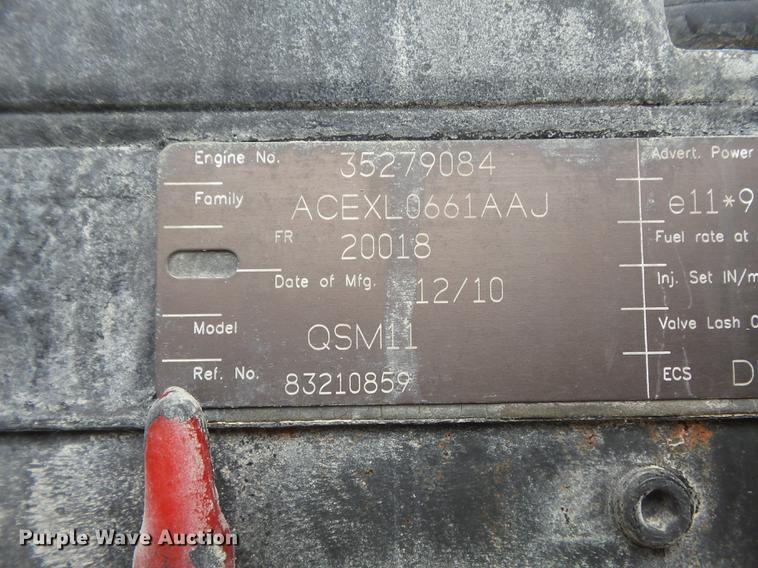 Engine No. 35279084
Advert. Power
Family ACEXL0661AAJ
e11*9
FR 20018
Fuel rate at
Date of Mfg. 12/10
Inj. Set IN/m
Model QSM11
Valve Lash C
Ref. No. 83210859
ECS D
Purple Wave Auction